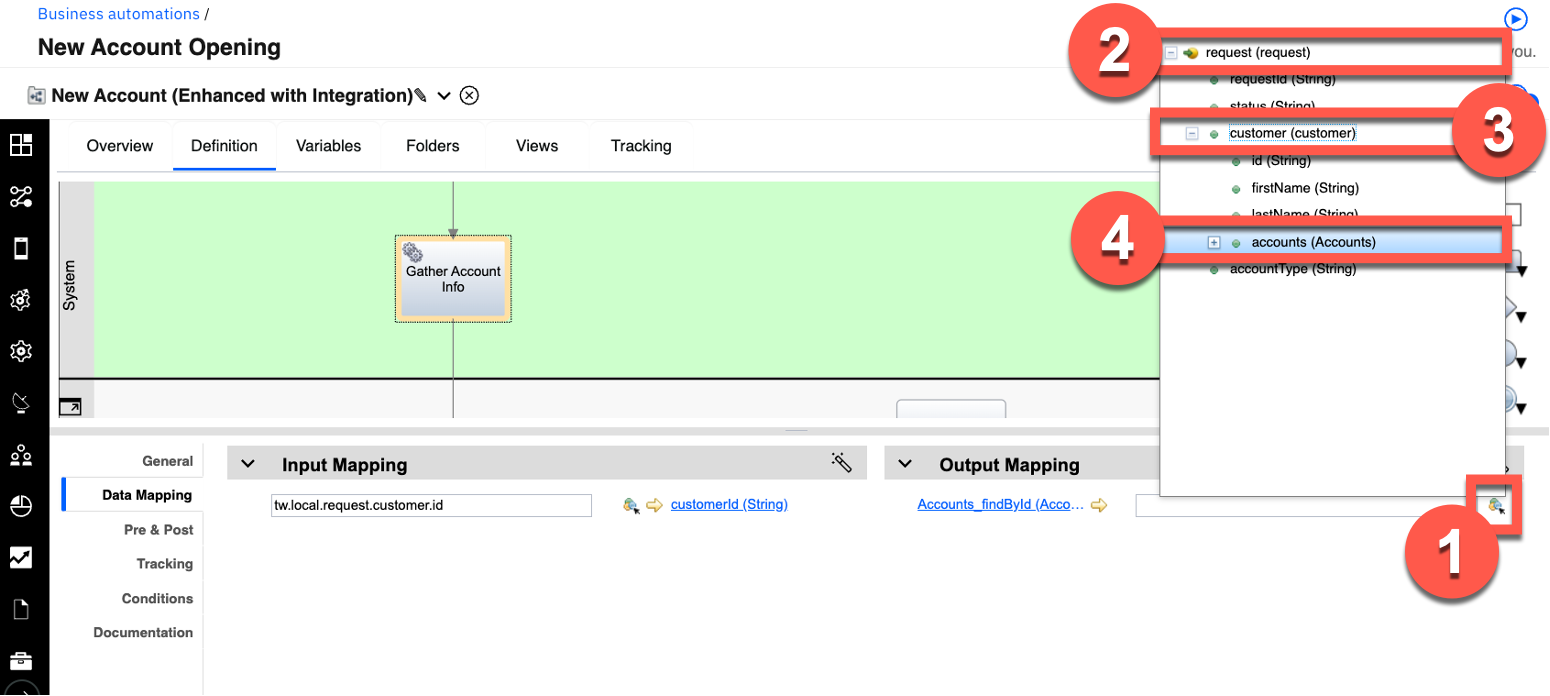 Business automations /
New Account Opening
you.
New Account (Enhanced with Integration)
Overview
Definition
Variables
Folders
Views
Tracking
2
request (request)
requestId (String)
status (String)
customer (customer)
3
id (String)
firstName (String)
lastName (String)
4
accounts (Accounts)
accountType (String)
System
Gather Account
Info
General
Data Mapping
Pre & Post
Tracking
Conditions
Documentation
Input Mapping
tw.local.request.customer.id
customerId (String)
Output Mapping
Accounts_findById (Acco...
1